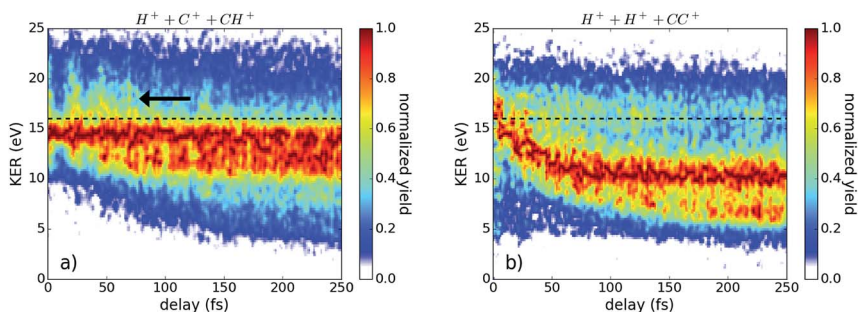 H⁺ + C⁺ + CH⁺
H⁺ + H⁺ + CC⁺
KER (eV)
25
20
15
10
5
0
a)
0 50 100 150 200 250
delay (fs)
1.0
0.8
0.6
0.4
0.2
0.0
normalized yield
KER (eV)
25
20
15
10
5
0
b)
0 50 100 150 200 250
delay (fs)
1.0
0.8
0.6
0.4
0.2
0.0
normalized yield